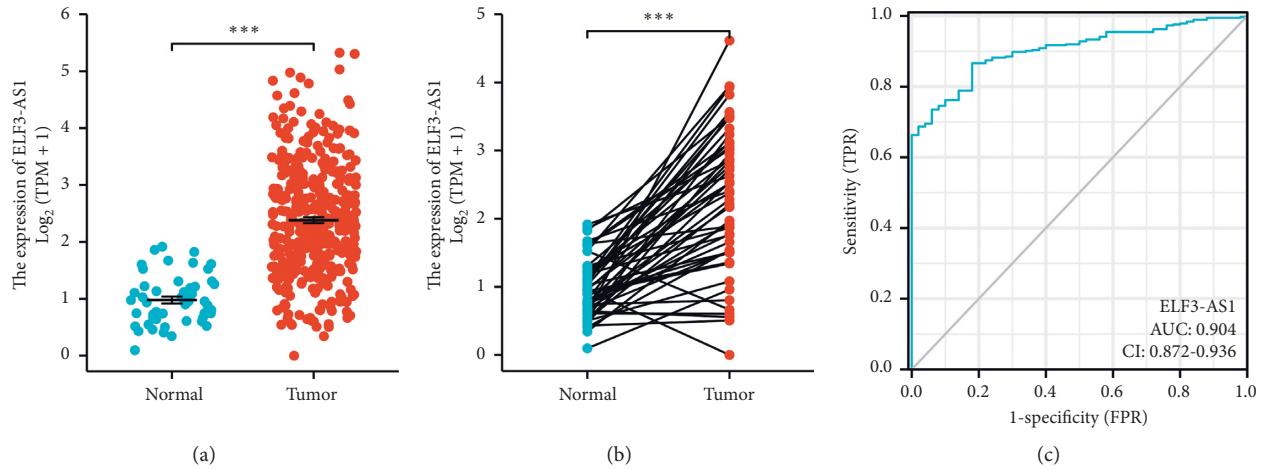 The expression of ELF3-AS1
Log₂ (TPM + 1)
6
5
4
3
2
1
0
***
Normal
Tumor
(a)
The expression of ELF3-AS1
Log₂ (TPM + 1)
5
4
3
2
1
0
***
Normal
Tumor
(b)
Sensitivity (TPR)
1.0
0.8
0.6
0.4
0.2
0.0
ELF3-AS1
AUC: 0.904
CI: 0.872-0.936
0.0
0.2
0.4
0.6
0.8
1.0
1-specificity (FPR)
(c)